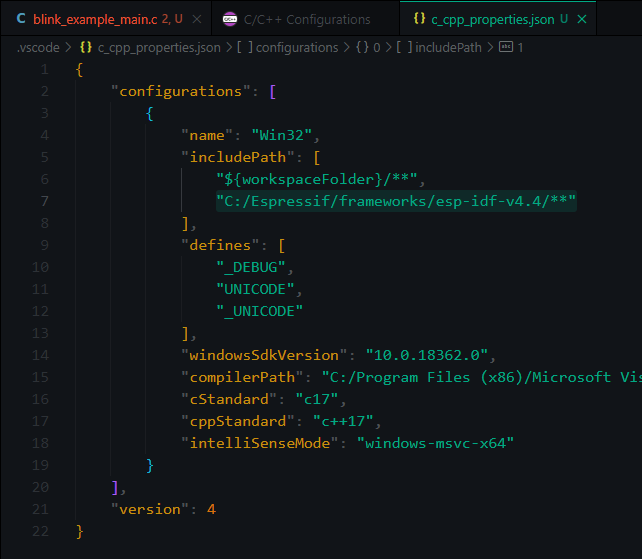 blink_example_main.c 2, U C/C++ Configurations c_cpp_properties.json U ×
.vscode > {} c_cpp_properties.json > [ ] configurations > {} 0 > [ ] includePath > abc 1
1 {
2 "configurations": [
3 {
4 "name": "Win32",
5 "includePath": [
6 "${workspaceFolder}/**",
7 "C:/Espressif/frameworks/esp-idf-v4.4/**"
8 ],
9 "defines": [
10 "_DEBUG",
11 "UNICODE",
12 "_UNICODE"
13 ],
14 "windowsSdkVersion": "10.0.18362.0",
15 "compilerPath": "C:/Program Files (x86)/Microsoft Vis
16 "cStandard": "c17",
17 "cppStandard": "c++17",
18 "intelliSenseMode": "windows-msvc-x64"
19 }
20 ],
21 "version": 4
22 }